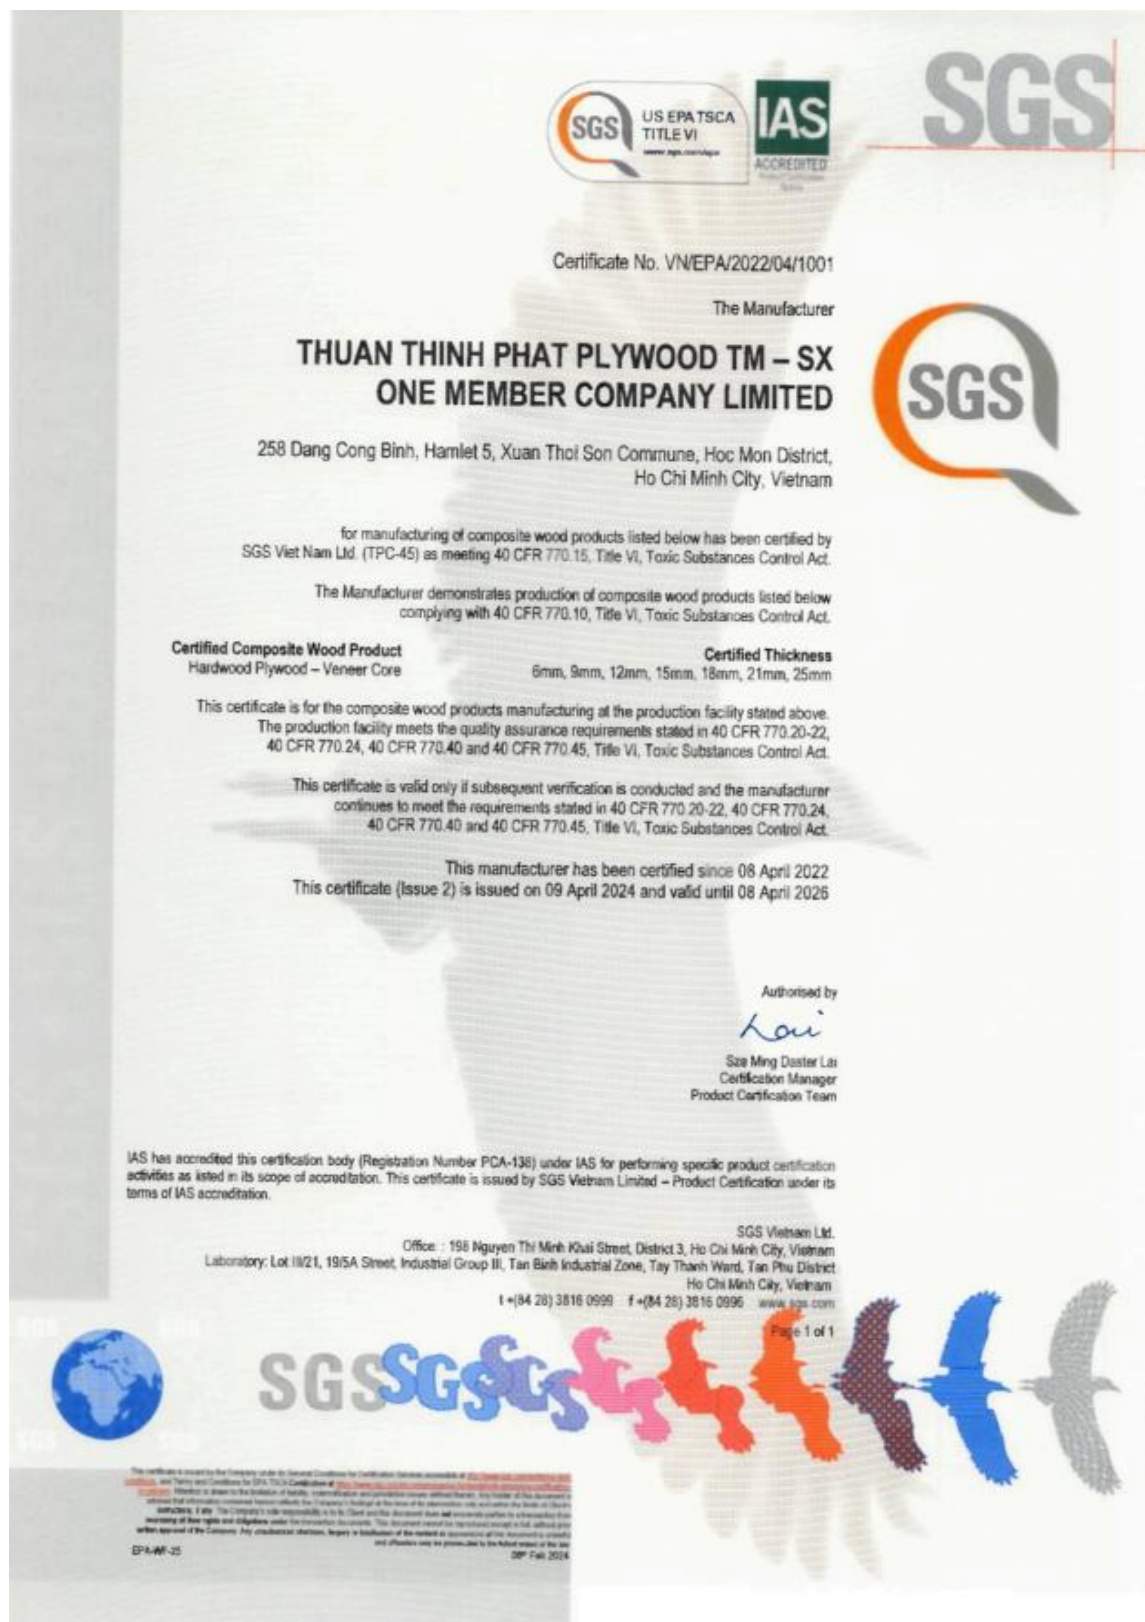 SGS
SGS
US EPA TSCA
TITLE VI
IAS
ACCREDITED
Certificate No. VN/EPA/2022/04/1001
The Manufacturer
THUAN THINH PHAT PLYWOOD TM – SX
ONE MEMBER COMPANY LIMITED
SGS
258 Dang Cong Binh, Hamlet 5, Xuan Thoi Son Commune, Hoc Mon District,
Ho Chi Minh City, Vietnam
for manufacturing of composite wood products listed below has been certified by
SGS Viet Nam Ltd. (TPC-45) as meeting 40 CFR 770.15, Title VI, Toxic Substances Control Act.
The Manufacturer demonstrates production of composite wood products listed below
complying with 40 CFR 770.10, Title VI, Toxic Substances Control Act.
Certified Composite Wood Product
Hardwood Plywood – Veneer Core
Certified Thickness
6mm, 9mm, 12mm, 15mm, 18mm, 21mm, 25mm
This certificate is for the composite wood products manufacturing at the production facility stated above.
The production facility meets the quality assurance requirements stated in 40 CFR 770.20-22,
40 CFR 770.24, 40 CFR 770.40 and 40 CFR 770.45, Title VI, Toxic Substances Control Act.
This certificate is valid only if subsequent verification is conducted and the manufacturer
continues to meet the requirements stated in 40 CFR 770.20-22, 40 CFR 770.24,
40 CFR 770.40 and 40 CFR 770.45, Title VI, Toxic Substances Control Act.
This manufacturer has been certified since 08 April 2022
This certificate (Issue 2) is issued on 09 April 2024 and valid until 08 April 2026
Authorised by
Lai
Sze Ming Daster Lai
Certification Manager
Product Certification Team
IAS has accredited this certification body (Registration Number PCA-136) under IAS for performing specific product certification
activities as listed in its scope of accreditation. This certificate is issued by SGS Vietnam Limited – Product Certification under its
terms of IAS accreditation.
SGS Vietnam Ltd.
Office: : 198 Nguyen Thi Minh Khai Street, District 3, Ho Chi Minh City, Vietnam
Laboratory: Lot III/21, 19/5A Street, Industrial Group III, Tan Binh Industrial Zone, Tay Thanh Ward, Tan Phu District
Ho Chi Minh City, Vietnam
t +(84 28) 3816 0999 f +(84 28) 3816 0996 www.sgs.com
Page 1 of 1
SGS SGS SGS
EPA-WF-25
08th Feb 2024